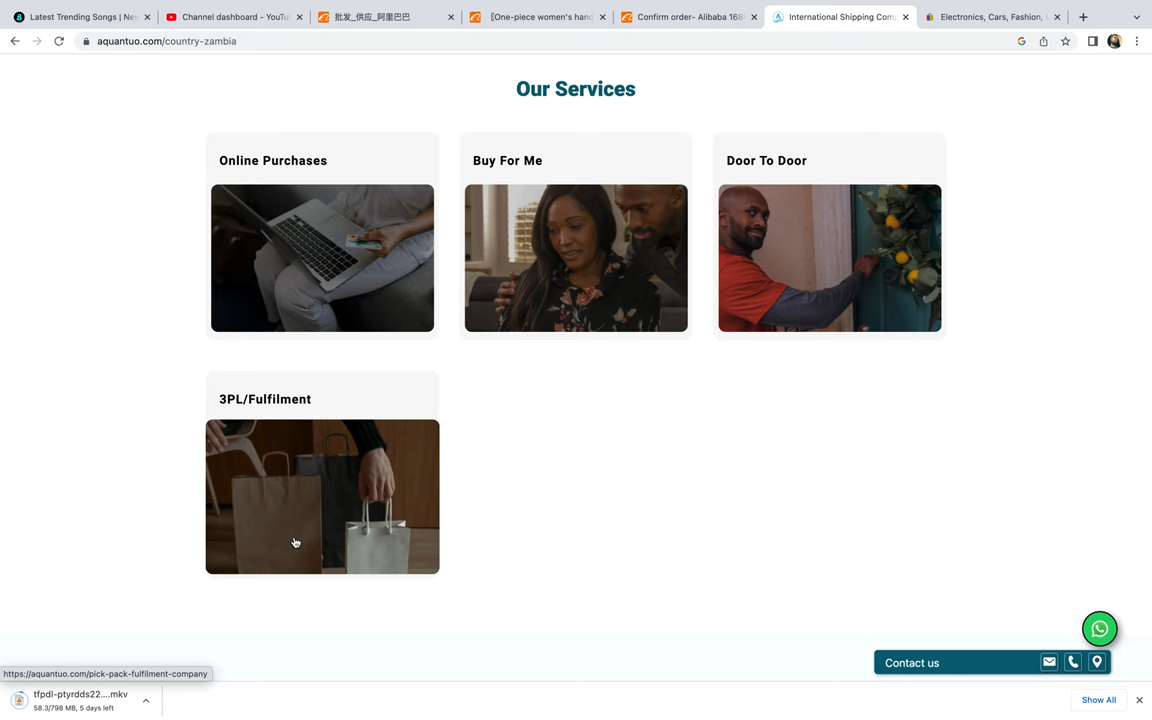 Latest Trending Songs | Ne
Channel dashboard - YouTu
批发_供应_阿里巴巴
〖One-piece women's hand
Confirm order- Alibaba 168
International Shipping Com
Electronics, Cars, Fashion, C
aquantuo.com/country-zambia
Our Services
Online Purchases
Buy For Me
Door To Door
3PL/Fulfilment
Contact us
https://aquantuo.com/pick-pack-fulfilment-company
tfpdl-ptyrdds22....mkv
58.3/798 MB, 5 days left
Show All